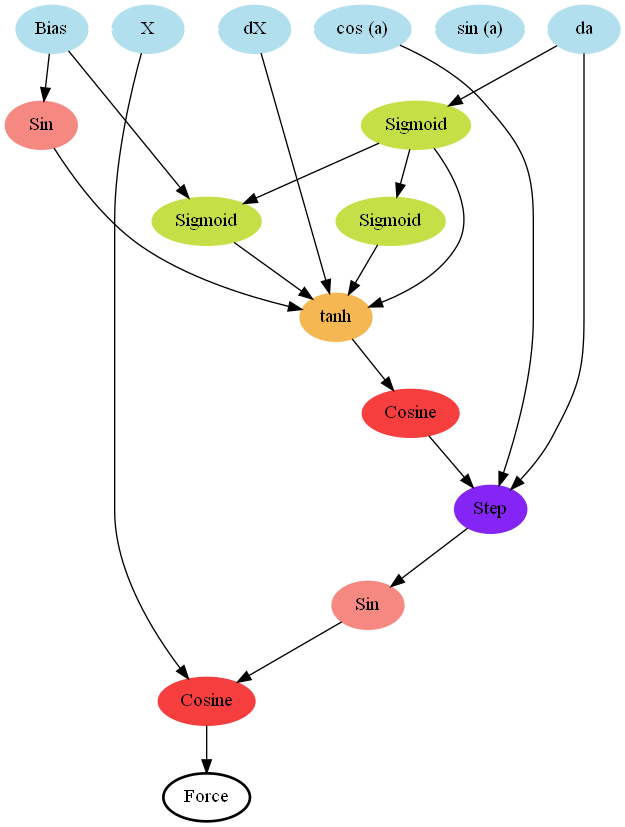 Bias
X
dX
cos (a)
sin (a)
da
Sin
Sigmoid
Sigmoid
Sigmoid
tanh
Cosine
Step
Sin
Cosine
Force